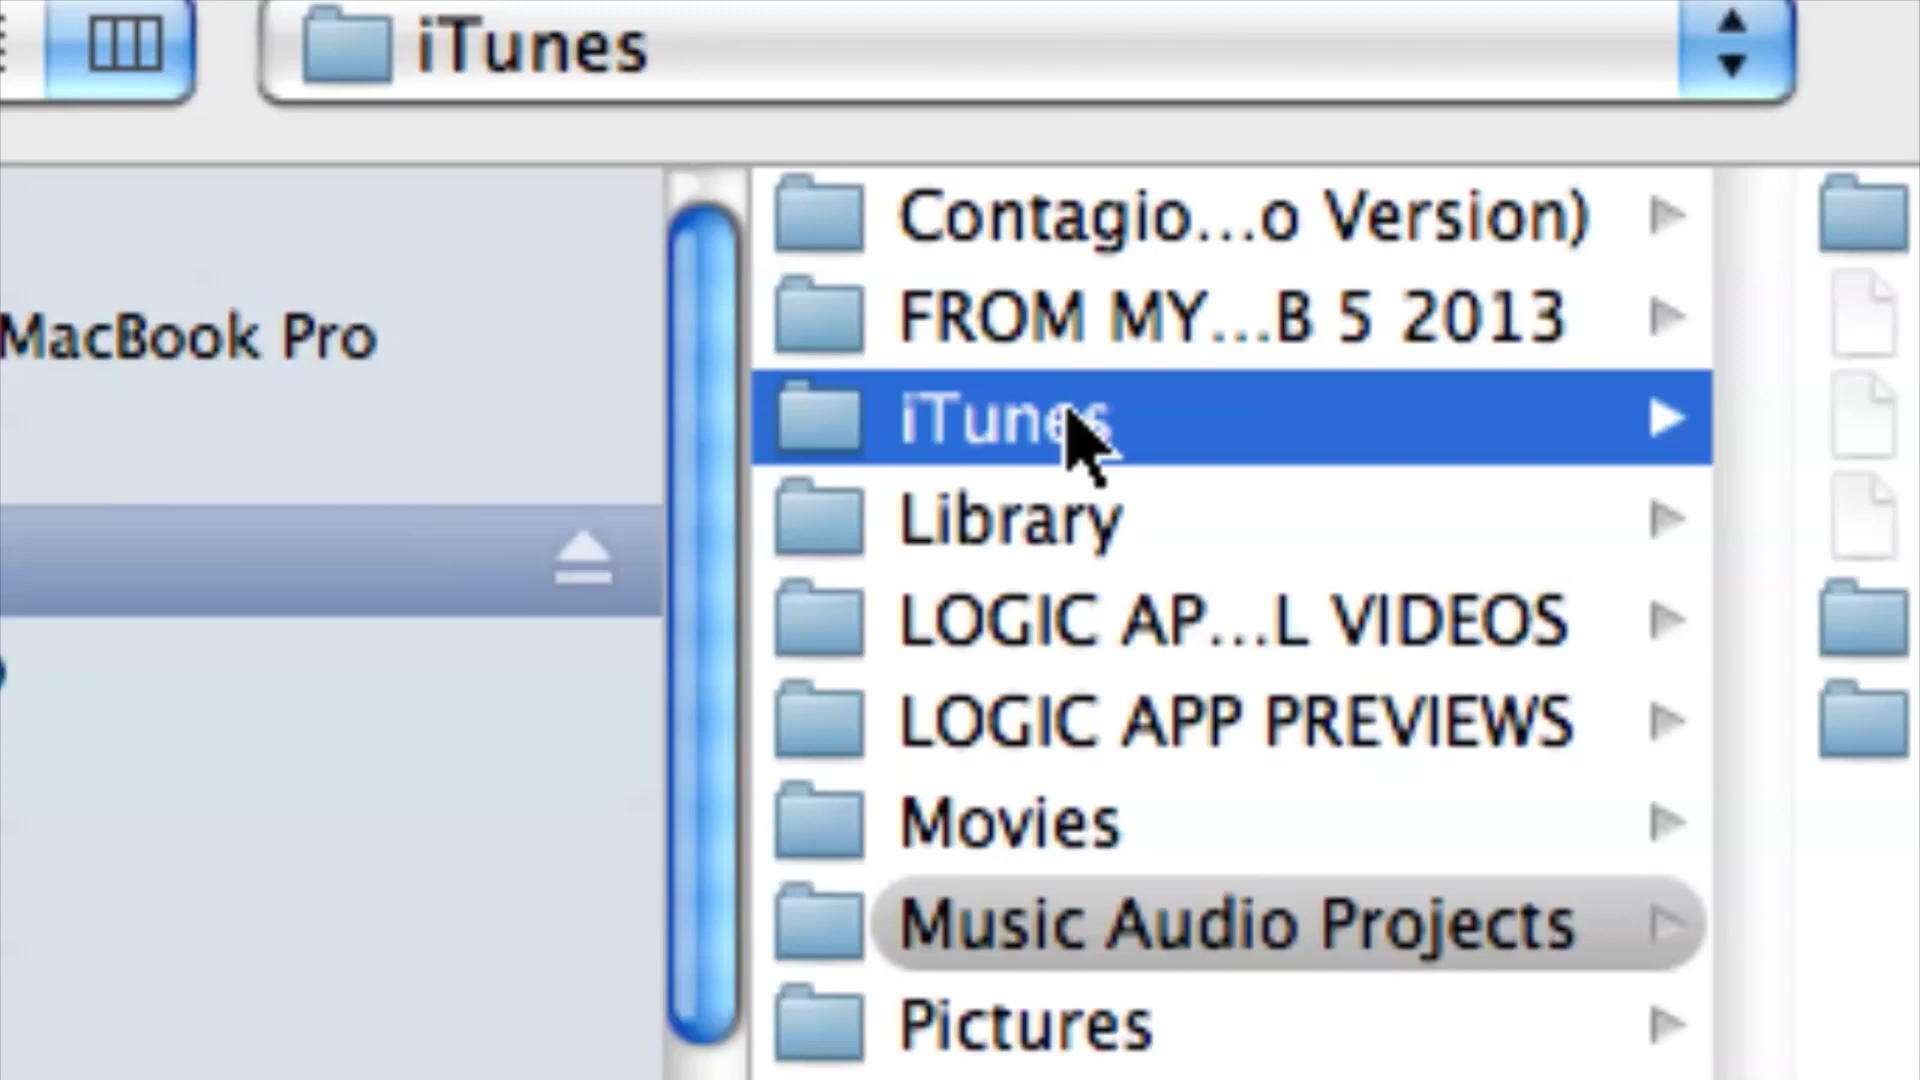 iTunes
MacBook Pro
Contagio...o Version)
FROM MY...B 5 2013
iTunes
Library
LOGIC AP...L VIDEOS
LOGIC APP PREVIEWS
Movies
Music Audio Projects
Pictures